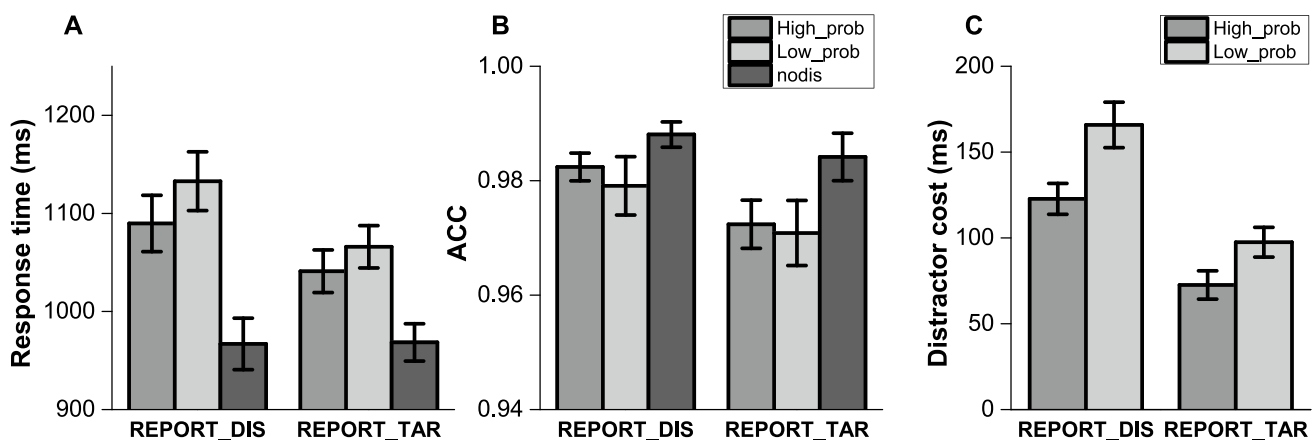 A
Response time (ms)
1200
1100
1000
900
REPORT_DIS REPORT_TAR
B
High_prob
Low_prob
nodis
ACC
1.00
0.98
0.96
0.94
REPORT_DIS REPORT_TAR
C
High_prob
Low_prob
Distractor cost (ms)
200
150
100
50
0
REPORT_DIS REPORT_TAR